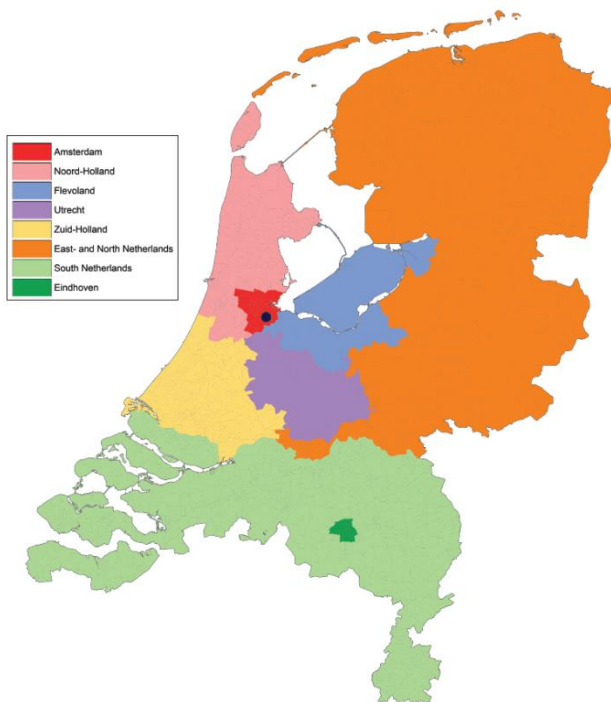 Amsterdam
Noord-Holland
Flevoland
Utrecht
Zuid-Holland
East- and North Netherlands
South Netherlands
Eindhoven